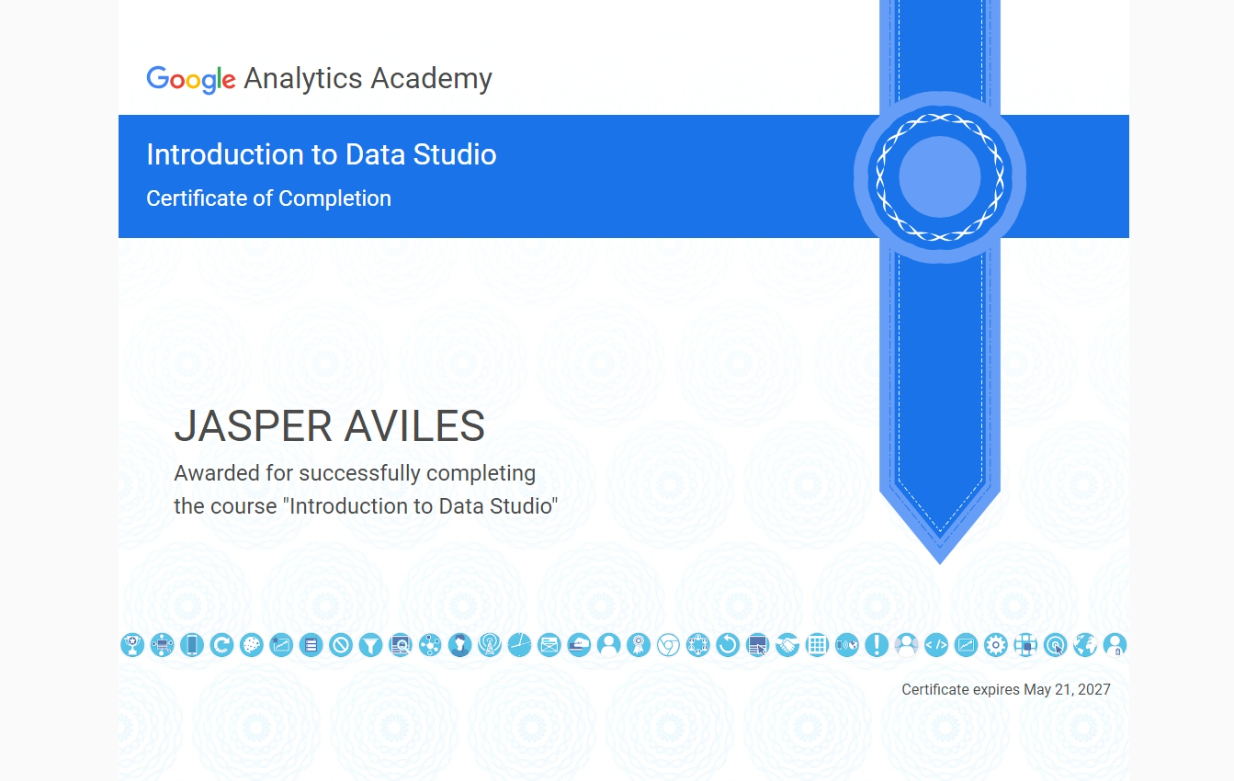 Google Analytics Academy
Introduction to Data Studio
Certificate of Completion
JASPER AVILES
Awarded for successfully completing
the course "Introduction to Data Studio"
Certificate expires May 21, 2027